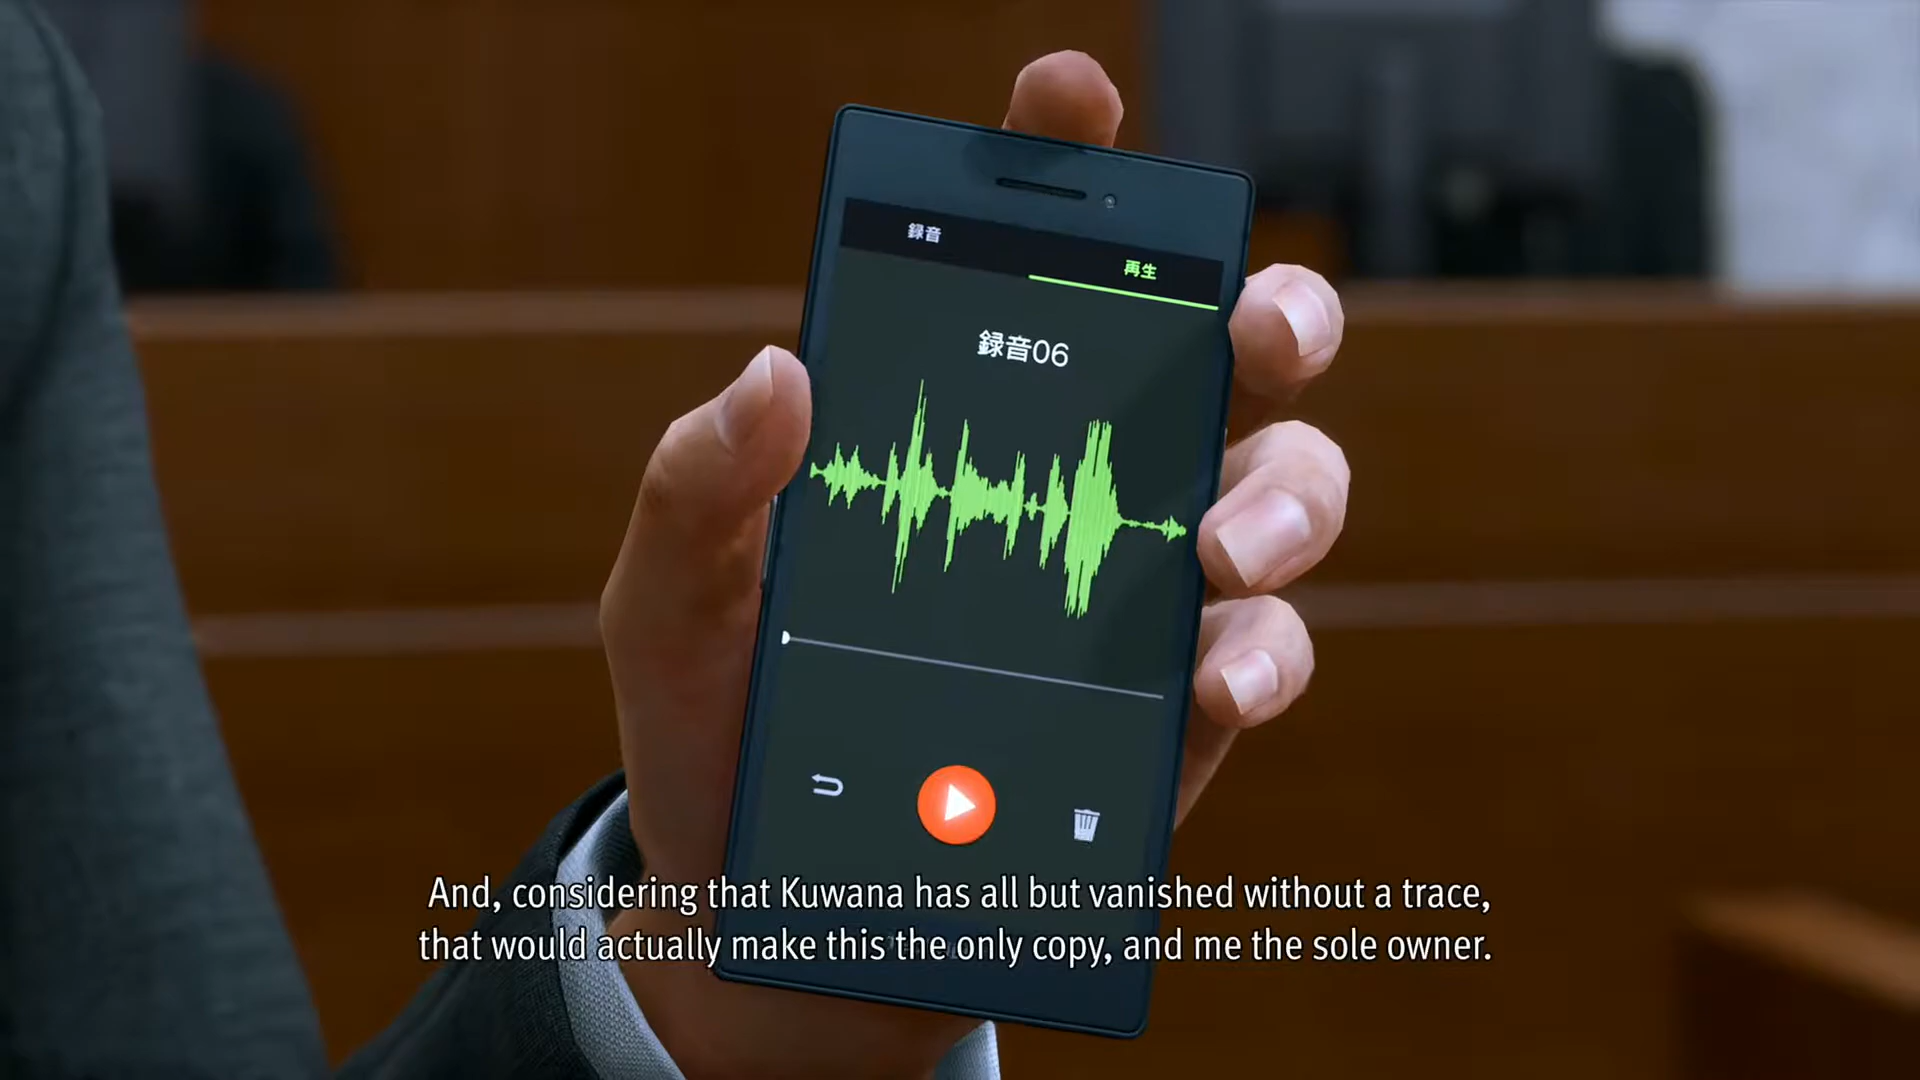 録音
再生
録音06
And, considering that Kuwana has all but vanished without a trace,
that would actually make this the only copy, and me the sole owner.